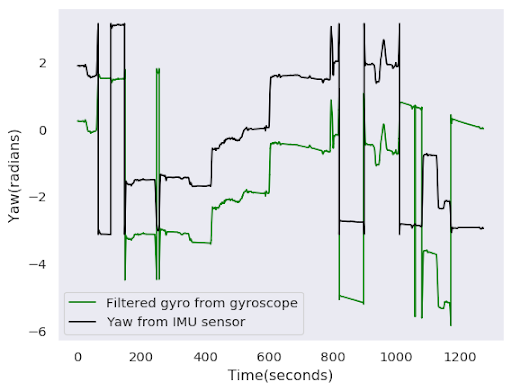 2
0
−2
−4
−6
Yaw(radians)
Filtered gyro from gyroscope
Yaw from IMU sensor
0 200 400 600 800 1000 1200
Time(seconds)